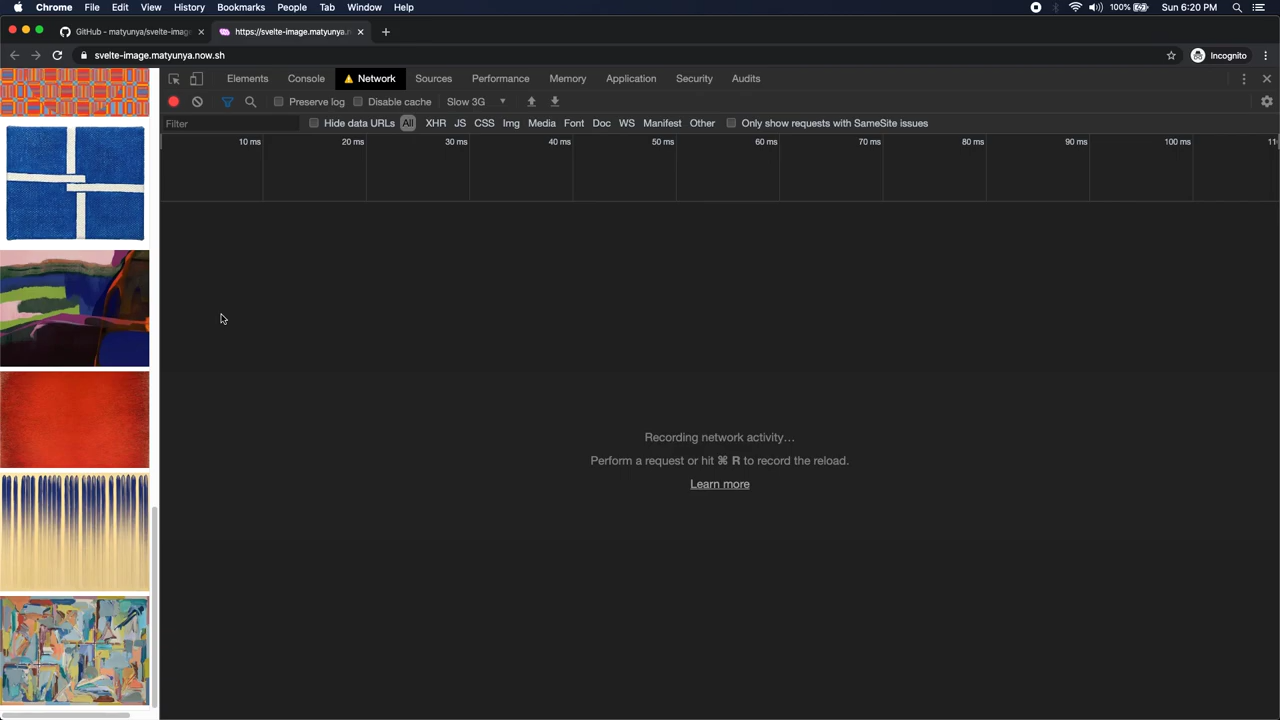 Chrome File Edit View History Bookmarks People Tab Window Help 100% Sun 6:20 PM
GitHub - matyunya/svelte-image https://svelte-image.matyunya.n
svelte-image.matyunya.now.sh Incognito
Elements Console Network Sources Performance Memory Application Security Audits
Preserve log Disable cache Slow 3G
Filter Hide data URLs All XHR JS CSS Img Media Font Doc WS Manifest Other Only show requests with SameSite issues
10 ms 20 ms 30 ms 40 ms 50 ms 60 ms 70 ms 80 ms 90 ms 100 ms 11
Recording network activity…
Perform a request or hit ⌘ R to record the reload.
Learn more